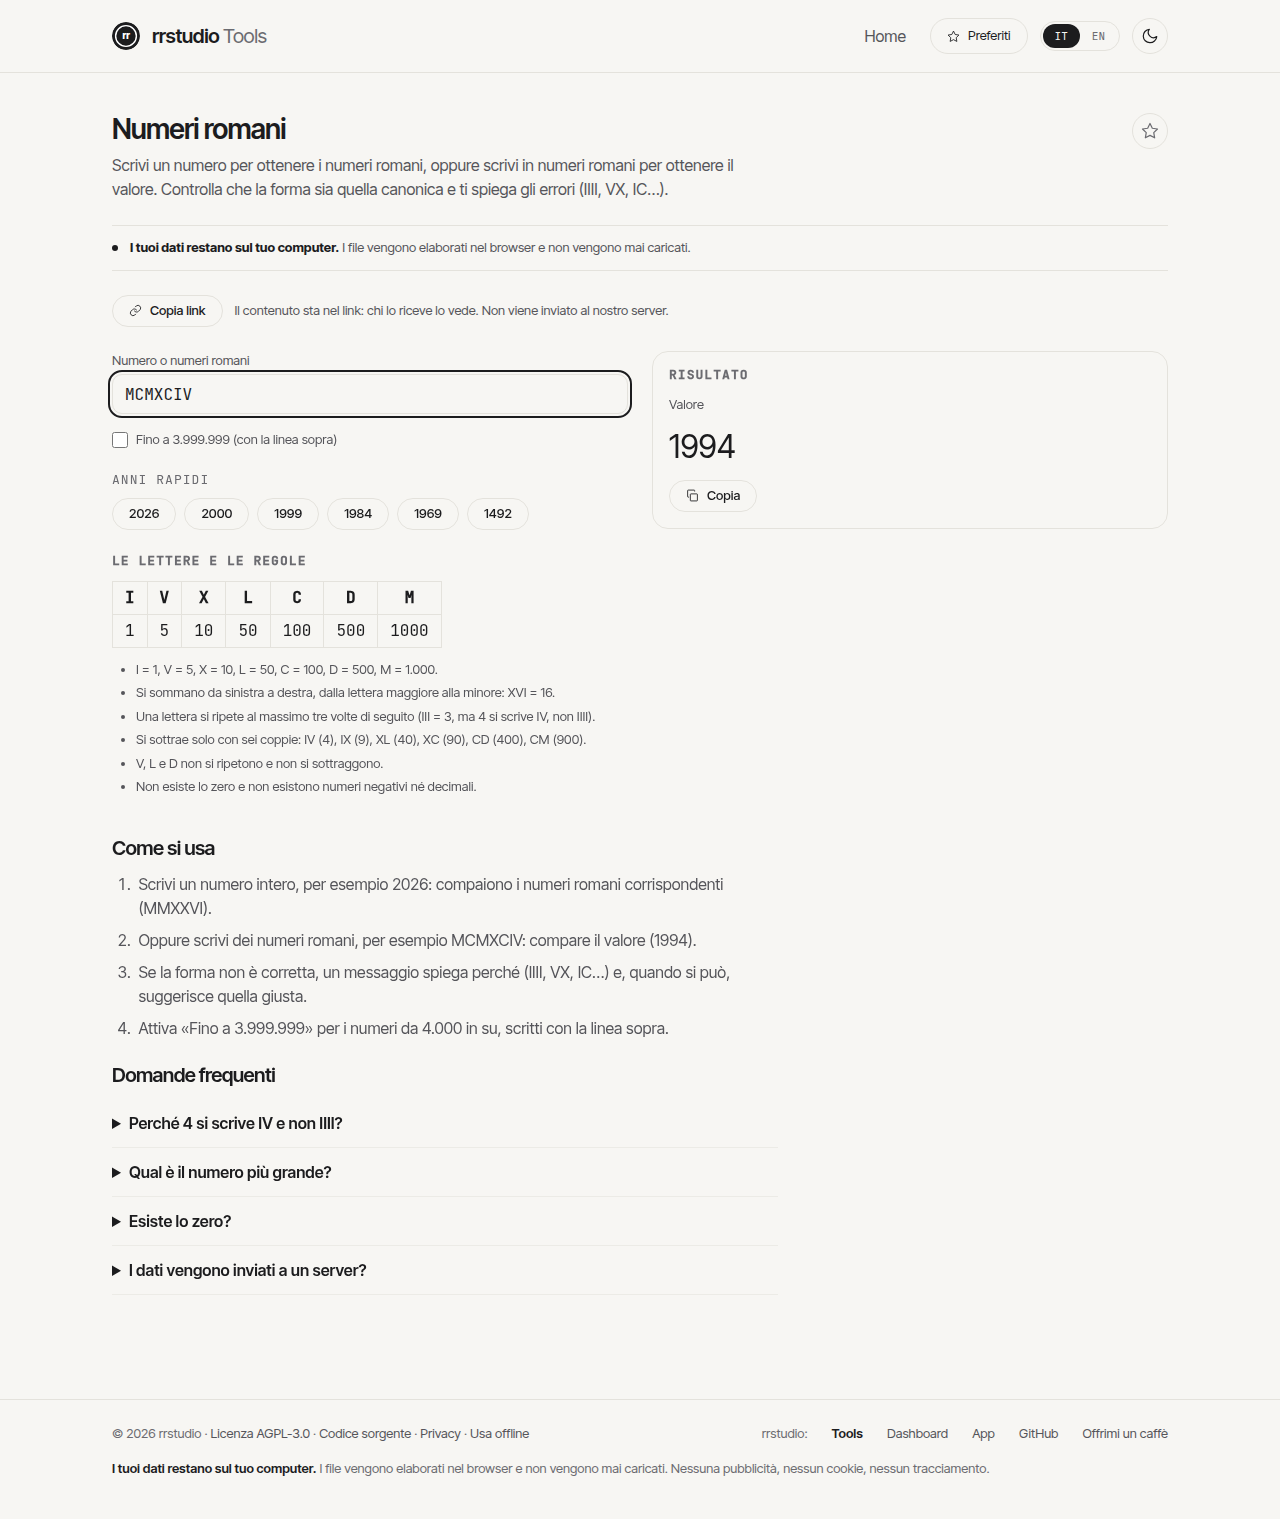 rr rrstudio Tools
Home Preferiti IT EN
Numeri romani
Scrivi un numero per ottenere i numeri romani, oppure scrivi in numeri romani per ottenere il
valore. Controlla che la forma sia quella canonica e ti spiega gli errori (IIII, VX, IC…).
I tuoi dati restano sul tuo computer. I file vengono elaborati nel browser e non vengono mai caricati.
Copia link Il contenuto sta nel link: chi lo riceve lo vede. Non viene inviato al nostro server.
Numero o numeri romani
MCMXCIV
Fino a 3.999.999 (con la linea sopra)
ANNI RAPIDI
2026 2000 1999 1984 1969 1492
RISULTATO
Valore
1994
Copia
LE LETTERE E LE REGOLE
I V X L C D M
1 5 10 50 100 500 1000
• I = 1, V = 5, X = 10, L = 50, C = 100, D = 500, M = 1.000.
• Si sommano da sinistra a destra, dalla lettera maggiore alla minore: XVI = 16.
• Una lettera si ripete al massimo tre volte di seguito (III = 3, ma 4 si scrive IV, non IIII).
• Si sottrae solo con sei coppie: IV (4), IX (9), XL (40), XC (90), CD (400), CM (900).
• V, L e D non si ripetono e non si sottraggono.
• Non esiste lo zero e non esistono numeri negativi né decimali.
Come si usa
1. Scrivi un numero intero, per esempio 2026: compaiono i numeri romani corrispondenti
(MMXXVI).
2. Oppure scrivi dei numeri romani, per esempio MCMXCIV: compare il valore (1994).
3. Se la forma non è corretta, un messaggio spiega perché (IIII, VX, IC…) e, quando si può,
suggerisce quella giusta.
4. Attiva «Fino a 3.999.999» per i numeri da 4.000 in su, scritti con la linea sopra.
Domande frequenti
Perché 4 si scrive IV e non IIII?
Qual è il numero più grande?
Esiste lo zero?
I dati vengono inviati a un server?
© 2026 rrstudio · Licenza AGPL-3.0 · Codice sorgente · Privacy · Usa offline
rrstudio: Tools Dashboard App GitHub Offrimi un caffè
I tuoi dati restano sul tuo computer. I file vengono elaborati nel browser e non vengono mai caricati. Nessuna pubblicità, nessun cookie, nessun tracciamento.